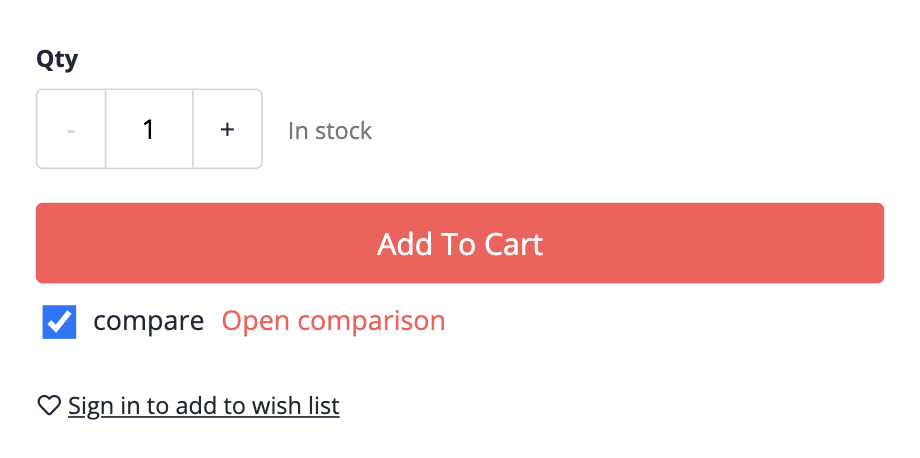 Qty
- 1 + In stock
Add To Cart
compare Open comparison
Sign in to add to wish list